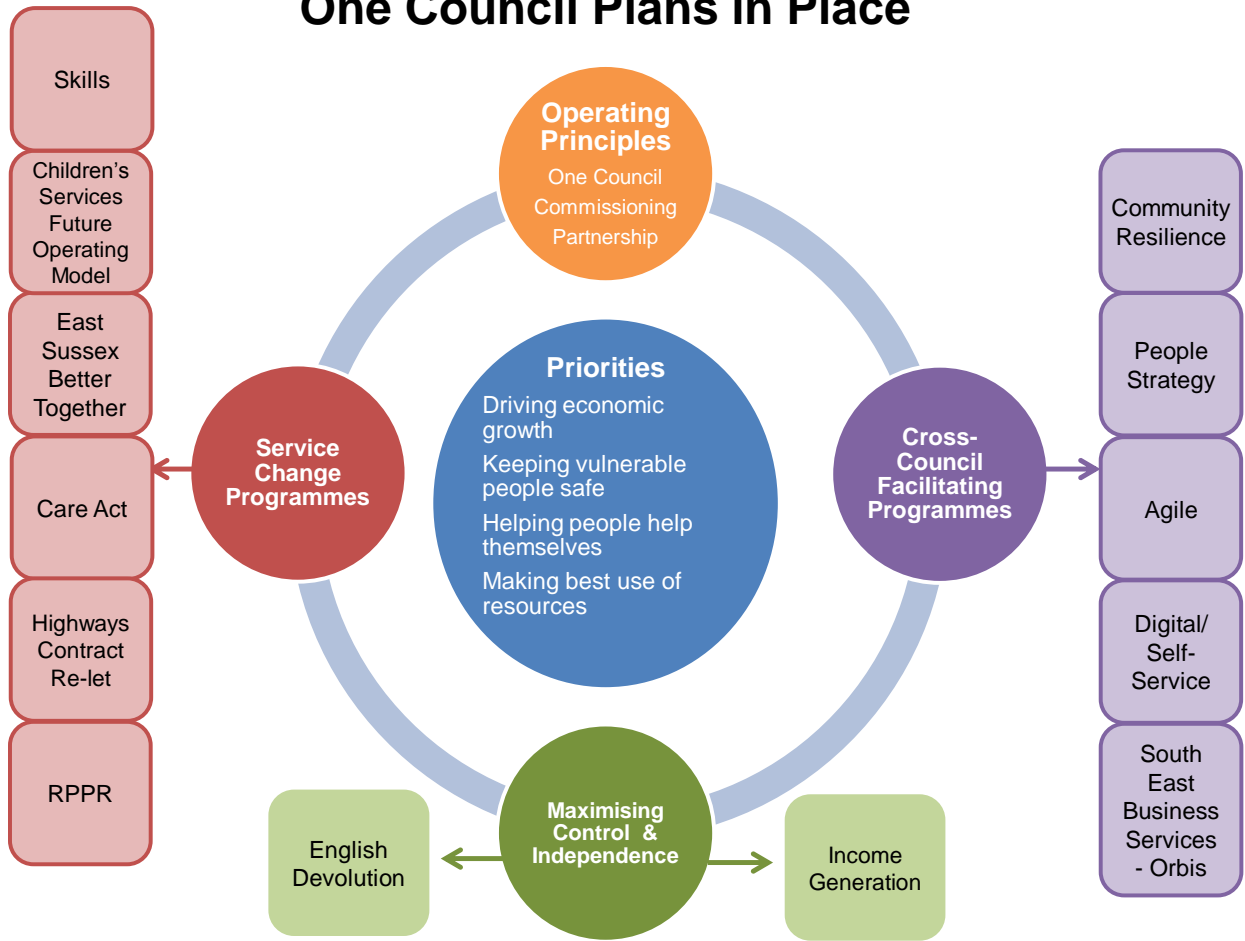 One Council Plans in Place
Skills
Children's
Services
Future
Operating
Model
East
Sussex
Better
Together
Care Act
Highways
Contract
Re-let
RPPR
Operating
Principles
One Council
Commissioning
Partnership
Service
Change
Programmes
Priorities
Driving economic
growth
Keeping vulnerable
people safe
Helping people help
themselves
Making best use of
resources
Cross-
Council
Facilitating
Programmes
Maximising
Control &
Independence
English
Devolution
Income
Generation
Community
Resilience
People
Strategy
Agile
Digital/
Self-
Service
South
East
Business
Services
- Orbis